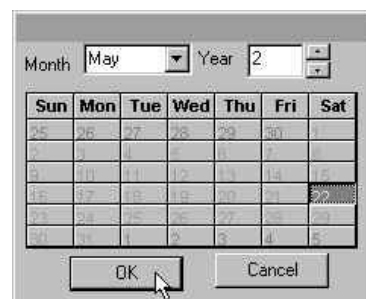 Month May Year 2
Sun Mon Tue Wed Thu Fri Sat
25 26 27 28 29 30 1
2 3 4 5 6 7 8
9 10 11 12 13 14 15
16 17 18 19 20 21 22
23 24 25 26 27 28 29
30 31 1 2 3 4 5
OK Cancel